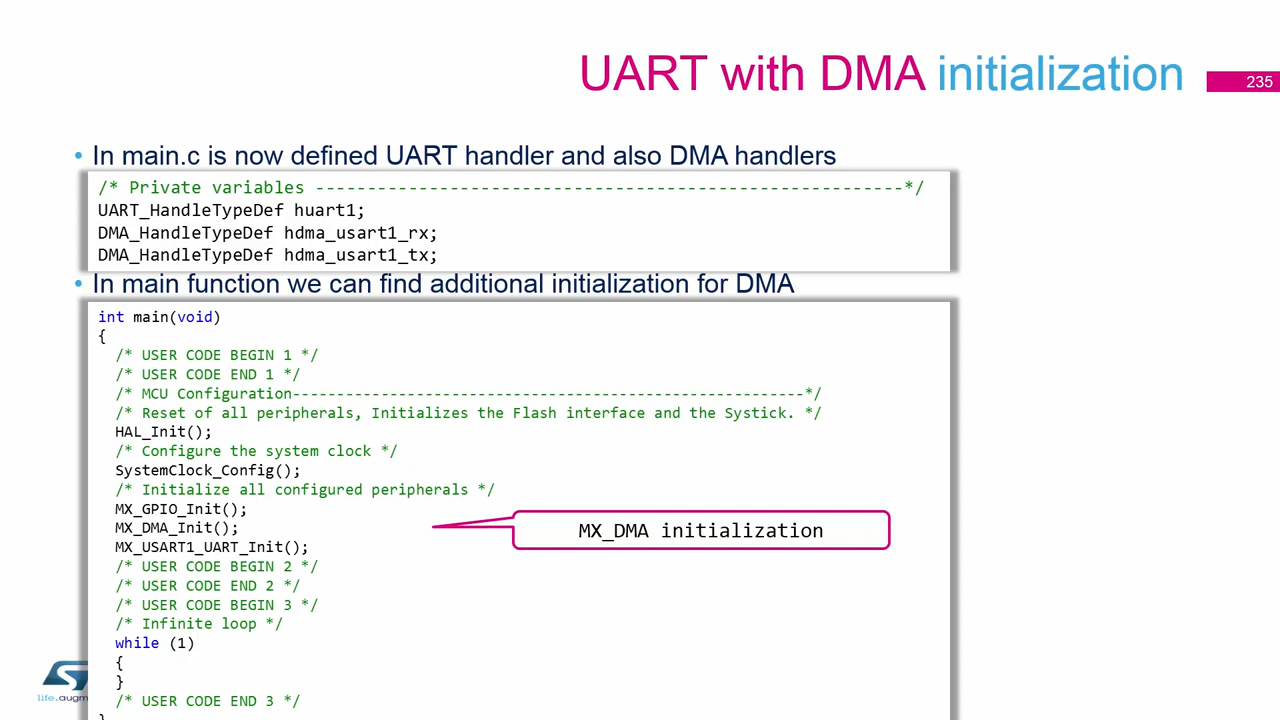 UART with DMA initialization
235
• In main.c is now defined UART handler and also DMA handlers
/* Private variables ---------------------------------------------------------*/
UART_HandleTypeDef huart1;
DMA_HandleTypeDef hdma_usart1_rx;
DMA_HandleTypeDef hdma_usart1_tx;
• In main function we can find additional initialization for DMA
int main(void)
{
/* USER CODE BEGIN 1 */
/* USER CODE END 1 */
/* MCU Configuration----------------------------------------------------------*/
/* Reset of all peripherals, Initializes the Flash interface and the Systick. */
HAL_Init();
/* Configure the system clock */
SystemClock_Config();
/* Initialize all configured peripherals */
MX_GPIO_Init();
MX_DMA_Init();
MX_DMA initialization
MX_USART1_UART_Init();
/* USER CODE BEGIN 2 */
/* USER CODE END 2 */
/* USER CODE BEGIN 3 */
/* Infinite loop */
while (1)
{
}
/* USER CODE END 3 */
}
ST
life.augm